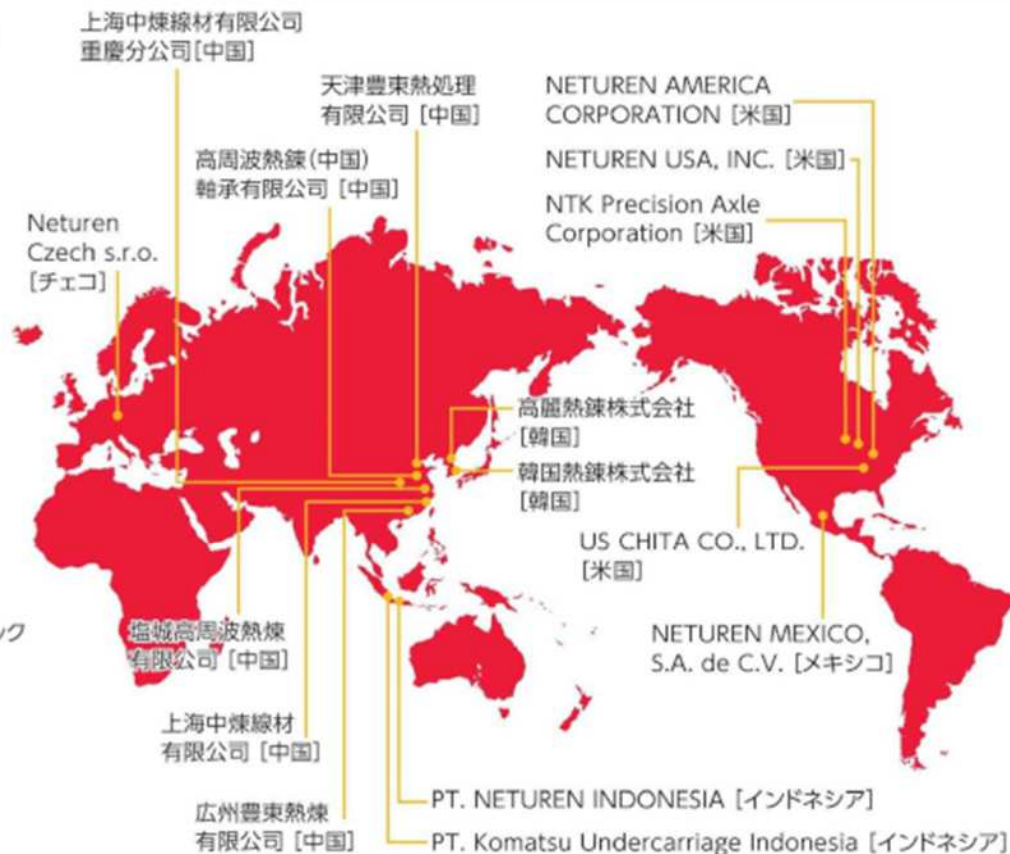 上海中煉線材有限公司
重慶分公司[中国]
天津豊東熱処理
有限公司 [中国]
高周波熱錬(中国)
軸承有限公司 [中国]
Neturen
Czech s.r.o.
[チェコ]
NETUREN AMERICA
CORPORATION [米国]
NETUREN USA, INC. [米国]
NTK Precision Axle
Corporation [米国]
高麗熱錬株式会社
[韓国]
韓国熱錬株式会社
[韓国]
US CHITA CO., LTD.
[米国]
NETUREN MEXICO,
S.A. de C.V. [メキシコ]
塩城高周波熱煉
有限公司 [中国]
上海中煉線材
有限公司 [中国]
広州豊東熱煉
有限公司 [中国]
PT. NETUREN INDONESIA [インドネシア]
PT. Komatsu Undercarriage Indonesia [インドネシア]